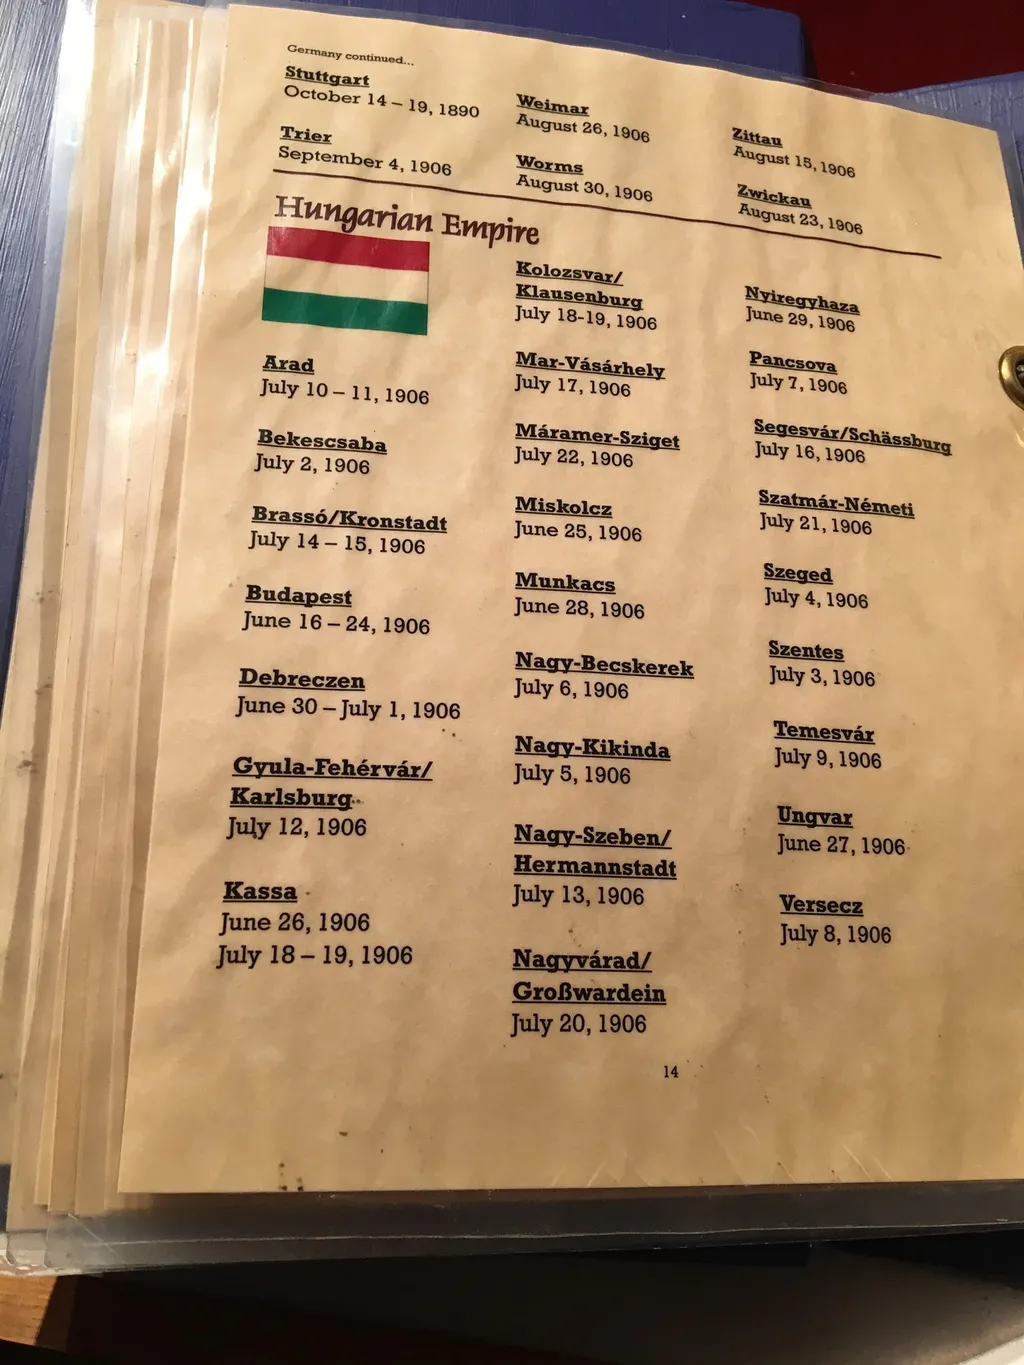 Germany continued...
Stuttgart
October 14 – 19, 1890
Trier
September 4, 1906
Weimar
August 26, 1906
Worms
August 30, 1906
Zittau
August 15, 1906
Zwickau
August 23, 1906
Hungarian Empire
Arad
July 10 – 11, 1906
Bekescsaba
July 2, 1906
Brassó/Kronstadt
July 14 – 15, 1906
Budapest
June 16 – 24, 1906
Debreczen
June 30 – July 1, 1906
Gyula-Fehérvár/
Karlsburg
July 12, 1906
Kassa
June 26, 1906
July 18 – 19, 1906
Kolozsvar/
Klausenburg
July 18-19, 1906
Mar-Vásárhely
July 17, 1906
Máramer-Sziget
July 22, 1906
Miskolcz
June 25, 1906
Munkacs
June 28, 1906
Nagy-Becskerek
July 6, 1906
Nagy-Kikinda
July 5, 1906
Nagy-Szeben/
Hermannstadt
July 13, 1906
Nagyvárad/
Großwardein
July 20, 1906
Nyiregyhaza
June 29, 1906
Pancsova
July 7, 1906
Segesvár/Schässburg
July 16, 1906
Szatmár-Németi
July 21, 1906
Szeged
July 4, 1906
Szentes
July 3, 1906
Temesvár
July 9, 1906
Ungvar
June 27, 1906
Versecz
July 8, 1906
14